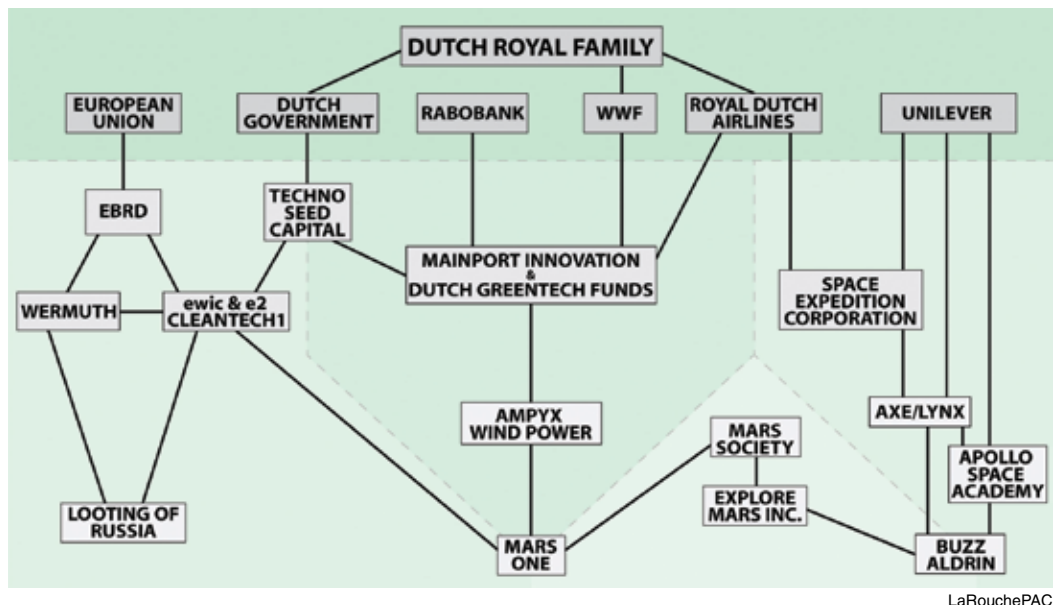 DUTCH ROYAL FAMILY
EUROPEAN
UNION
DUTCH
GOVERNMENT
RABOBANK
WWF
ROYAL DUTCH
AIRLINES
UNILEVER
EBRD
TECHNO
SEED
CAPITAL
MAINPORT INNOVATION
&
DUTCH GREENTECH FUNDS
WERMUTH
ewic & e2
CLEANTECH1
SPACE
EXPEDITION
CORPORATION
AMPYX
WIND POWER
AXE/LYNX
MARS
SOCIETY
APOLLO
SPACE
ACADEMY
EXPLORE
MARS INC.
LOOTING OF
RUSSIA
MARS
ONE
BUZZ
ALDRIN
LaRouchePAC